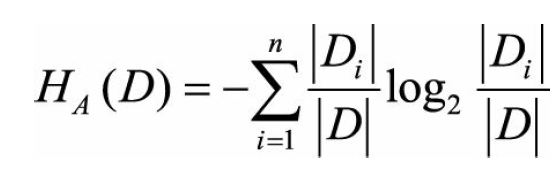 $H_A(D) = -\sum_{i=1}^{n} \frac{|D_i|}{|D|} \log_2 \frac{|D_i|}{|D|}$